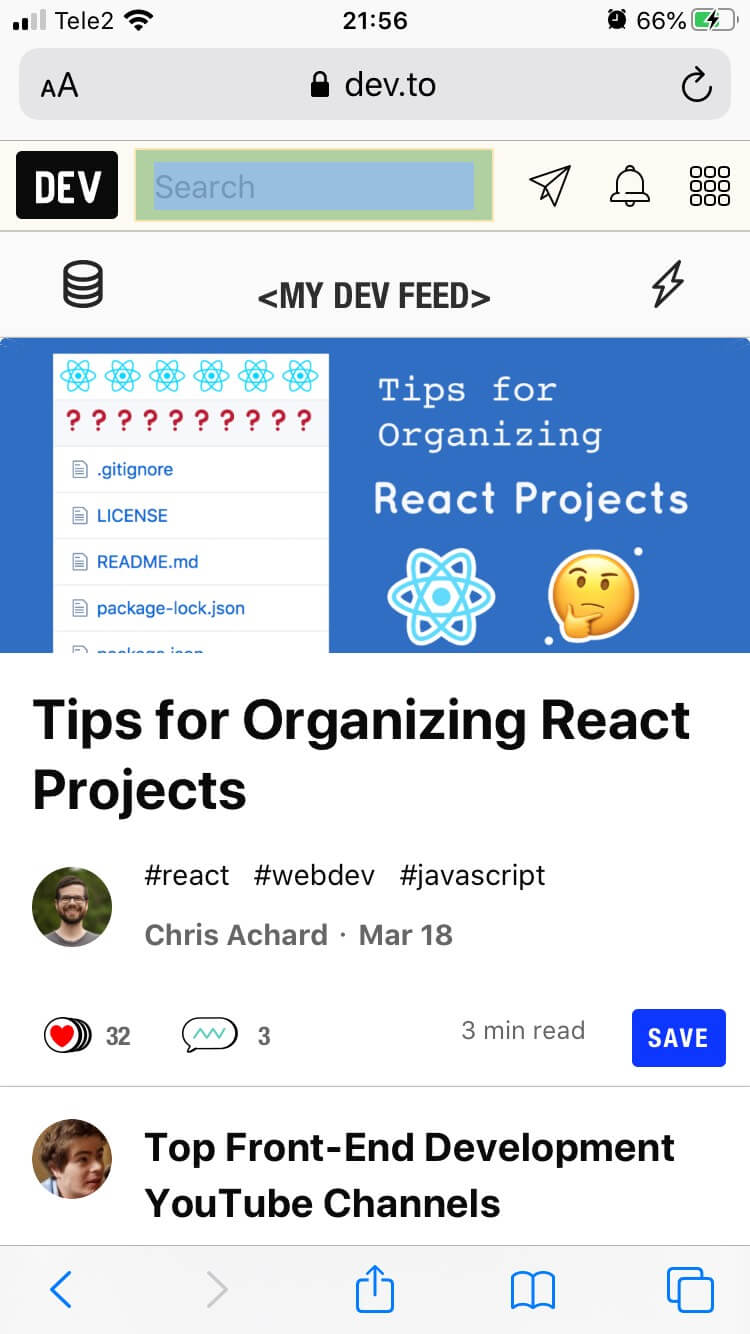 Tele2 21:56 66%
AA dev.to
DEV Search
<MY DEV FEED>
? ? ? ? ? ? ? ? ? ?
.gitignore
LICENSE
README.md
package-lock.json
package.json
Tips for
Organizing
React Projects
Tips for Organizing React
Projects
#react #webdev #javascript
Chris Achard · Mar 18
32 3 3 min read SAVE
Top Front-End Development
YouTube Channels